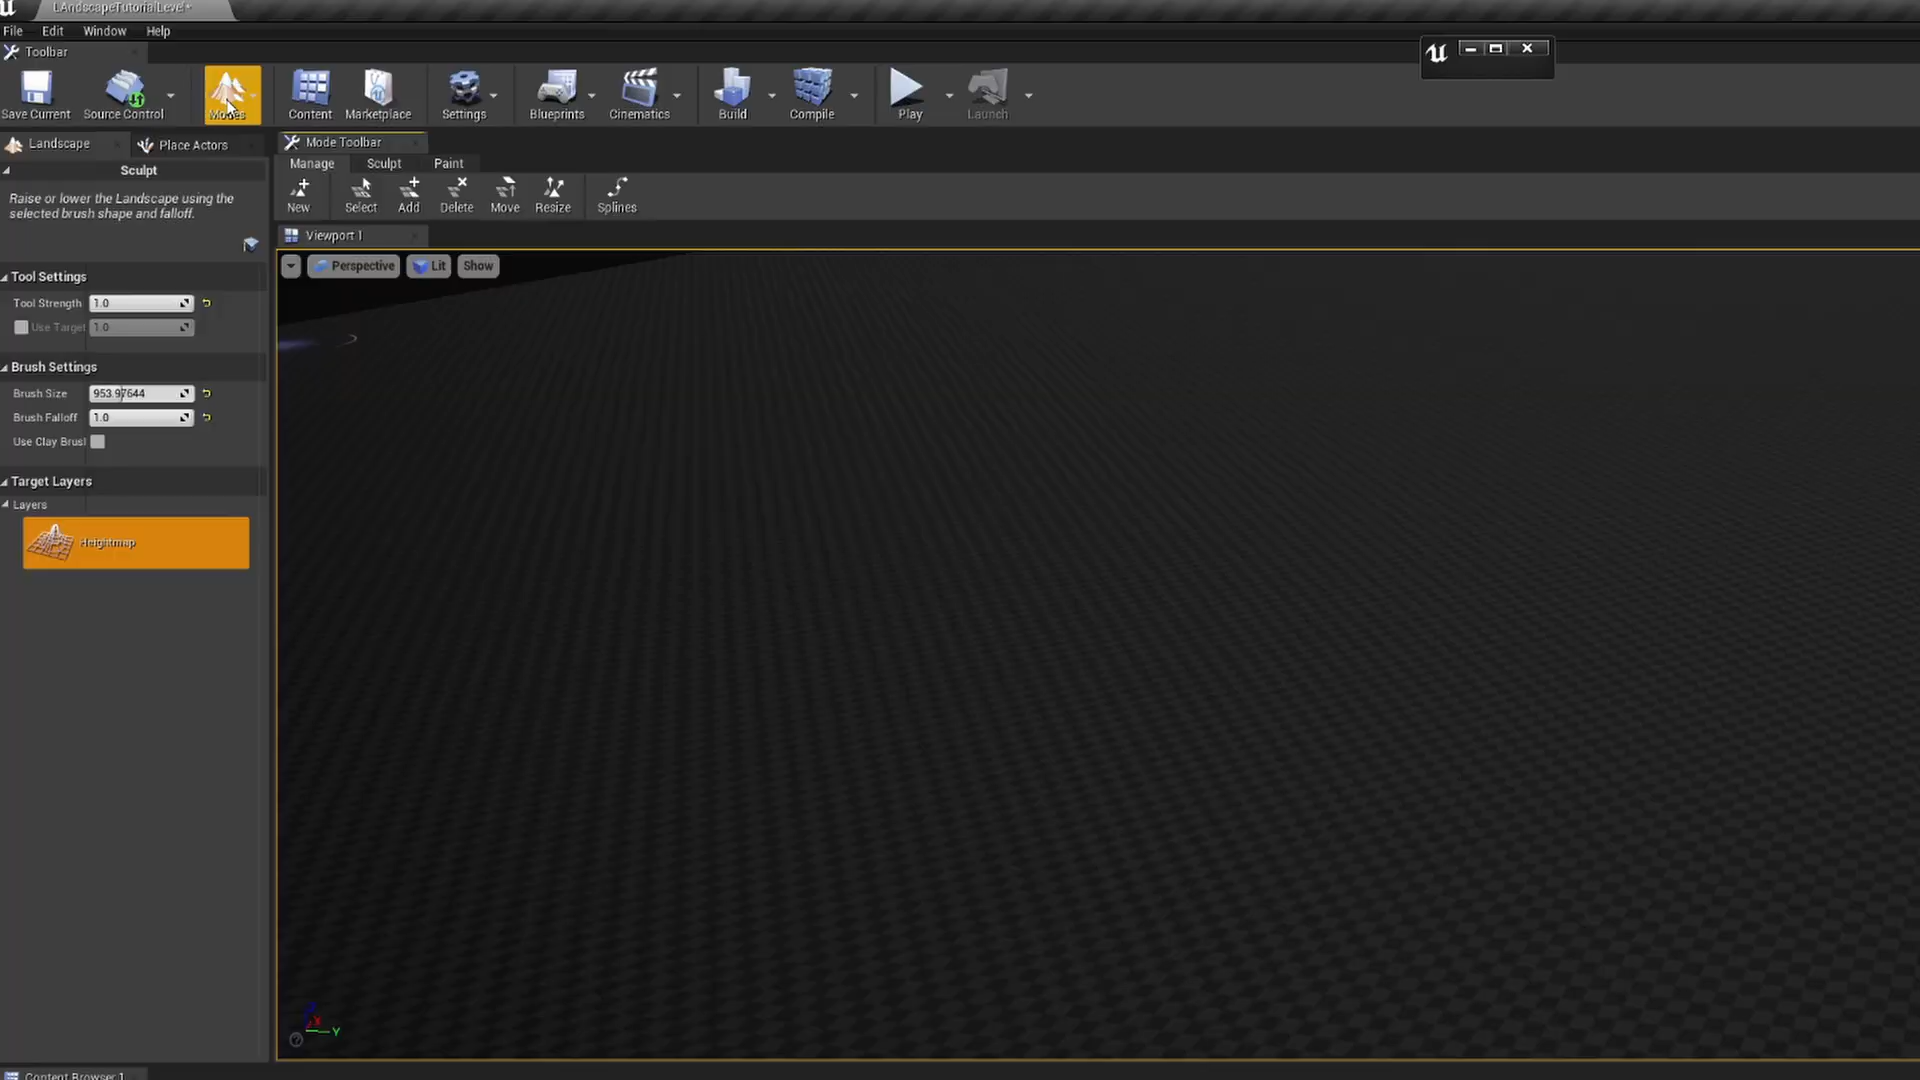 LAndscapeTutorialLevel*
File Edit Window Help
Toolbar
Save Current Source Control Modes Content Marketplace Settings Blueprints Cinematics Build Compile Play Launch
Landscape Place Actors
Mode Toolbar
Manage Sculpt Paint
New Select Add Delete Move Resize Splines
Sculpt
Raise or lower the Landscape using the
selected brush shape and falloff.
Viewport 1
Perspective Lit Show
Tool Settings
Tool Strength 1.0
Use Target 1.0
Brush Settings
Brush Size 953.97644
Brush Falloff 1.0
Use Clay Brus
Target Layers
Layers
Heightmap
X
Y
Content Browser 1